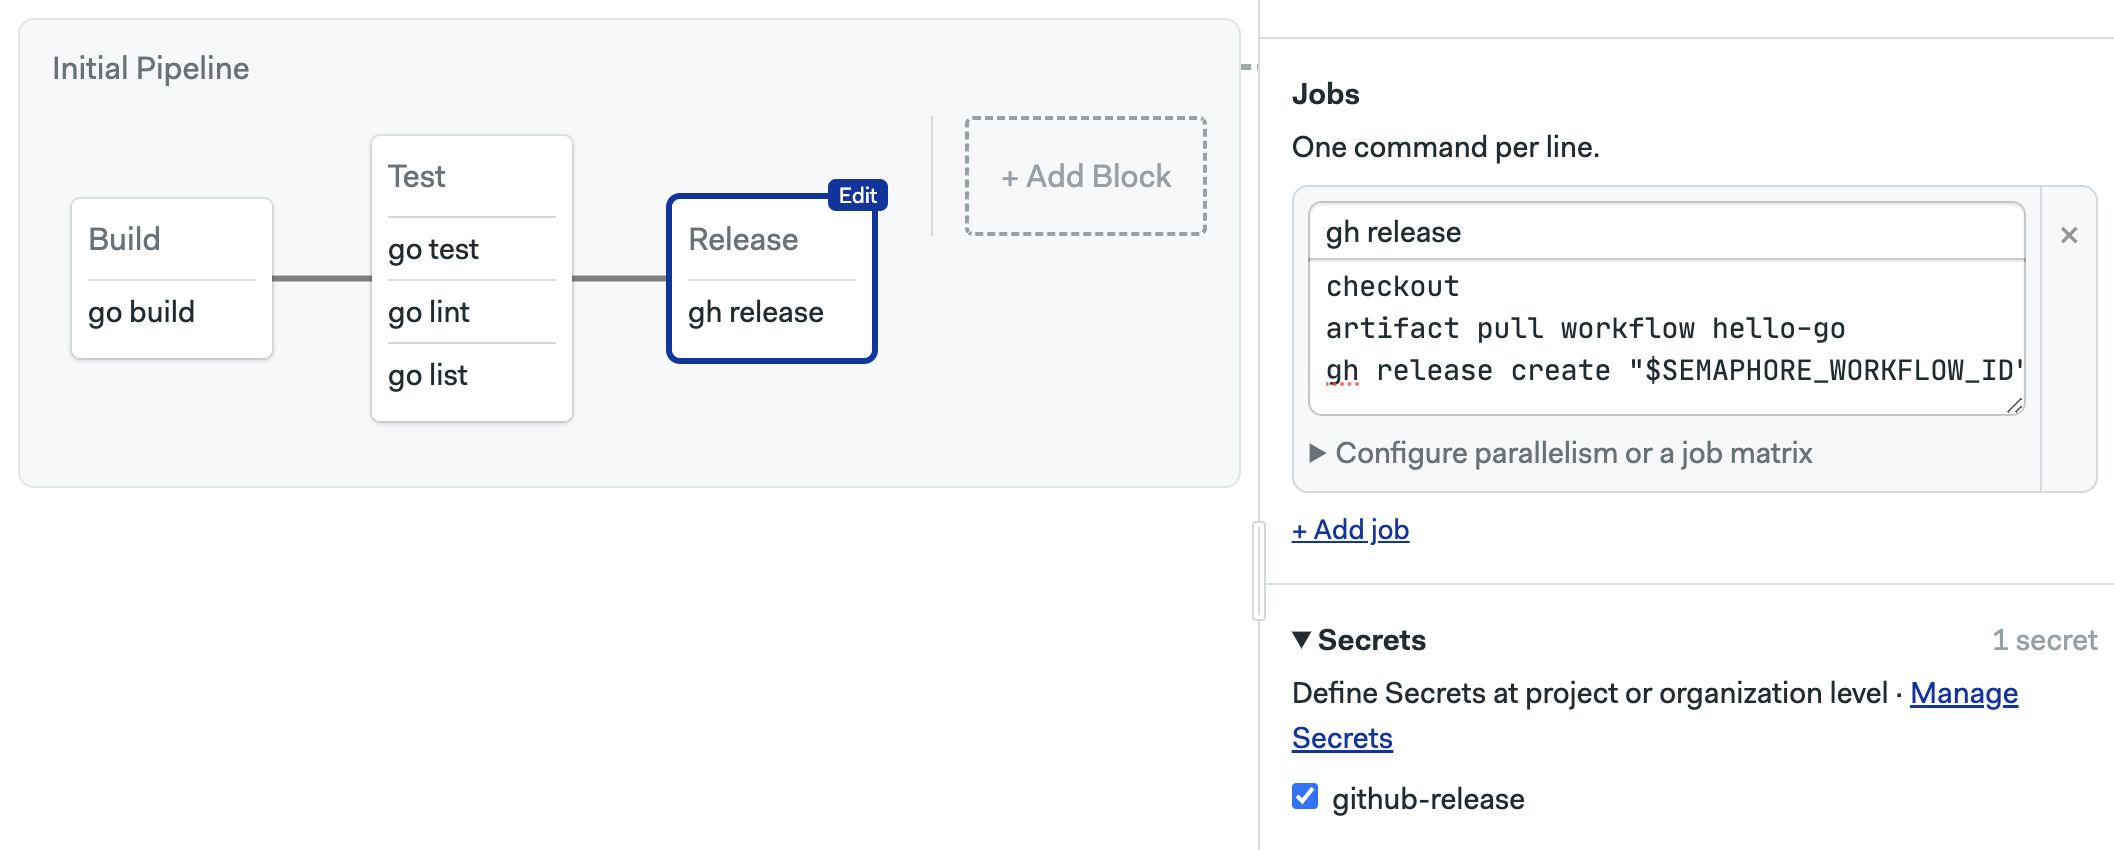 Initial Pipeline
Build
go build
Test
go test
go lint
go list
Edit
Release
gh release
+ Add Block
Jobs
One command per line.
gh release
×
checkout
artifact pull workflow hello-go
gh release create "$SEMAPHORE_WORKFLOW_ID"
▶ Configure parallelism or a job matrix
+ Add job
▼ Secrets
1 secret
Define Secrets at project or organization level · Manage
Secrets
github-release